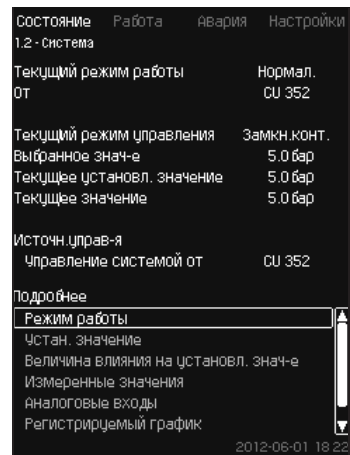 Состояние Работа Авария Настройки
1.2 - Система
Текущий режим работы Нормал.
От CU 352
Текущий режим управления Замкн.конт.
Выбранное знач-е 5.0 бар
Текущее установл. значение 5.0 бар
Текущее значение 5.0 бар
Источн.управ-я
Управление системой от CU 352
Подробнее
Режим работы
Устан. значение
Величина влияния на установл. знач-е
Измеренные значения
Аналоговые входы
Регистрируемый график
2012-06-01 18:22